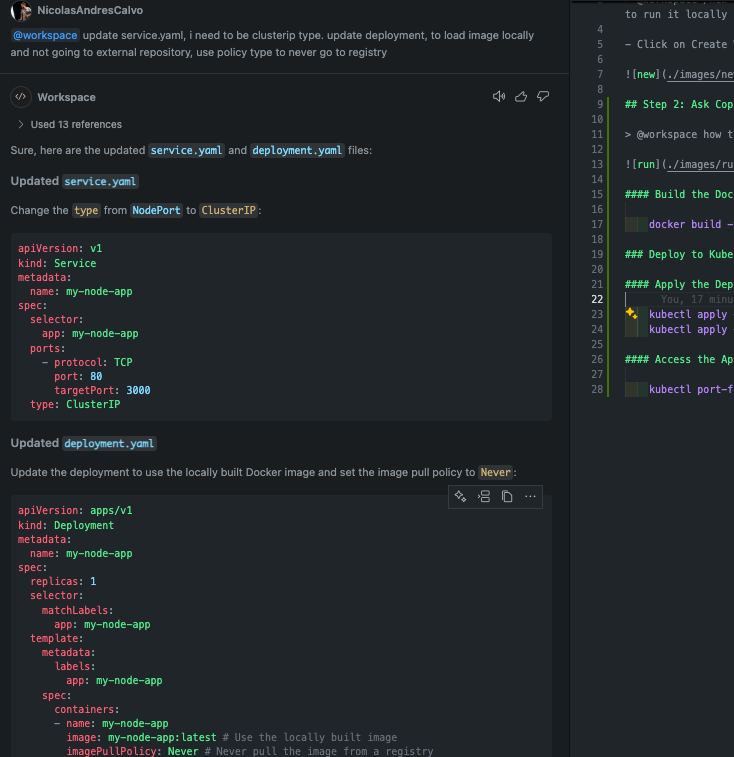 NicolasAndresCalvo
@workspace update service.yaml, i need to be clusterip type. update deployment, to load image locally
and not going to external repository, use policy type to never go to registry
Workspace
Used 13 references
Sure, here are the updated service.yaml and deployment.yaml files:
Updated service.yaml
Change the type from NodePort to ClusterIP:
apiVersion: v1
kind: Service
metadata:
  name: my-node-app
spec:
  selector:
    app: my-node-app
  ports:
    - protocol: TCP
      port: 80
      targetPort: 3000
  type: ClusterIP
Updated deployment.yaml
Update the deployment to use the locally built Docker image and set the image pull policy to Never:
apiVersion: apps/v1
kind: Deployment
metadata:
  name: my-node-app
spec:
  replicas: 1
  selector:
    matchLabels:
      app: my-node-app
  template:
    metadata:
      labels:
        app: my-node-app
    spec:
      containers:
      - name: my-node-app
        image: my-node-app:latest # Use the locally built image
        imagePullPolicy: Never # Never pull the image from a registry
to run it locally
4
5 - Click on Create
6
7 ![new](./images/ne
8
9 ## Step 2: Ask Cop
10
11 > @workspace how t
12
13 ![run](./images/ru
14
15 #### Build the Doc
16
17 docker build -
18
19 ### Deploy to Kube
20
21 #### Apply the Dep
22 You, 17 minu
23 kubectl apply
24 kubectl apply
25
26 #### Access the Ap
27
28 kubectl port-f